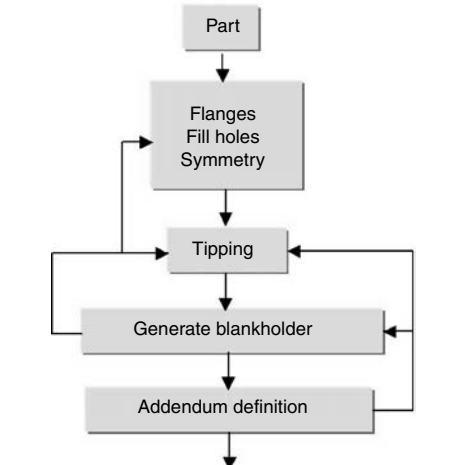 Part
Flanges
Fill holes
Symmetry
Tipping
Generate blankholder
Addendum definition